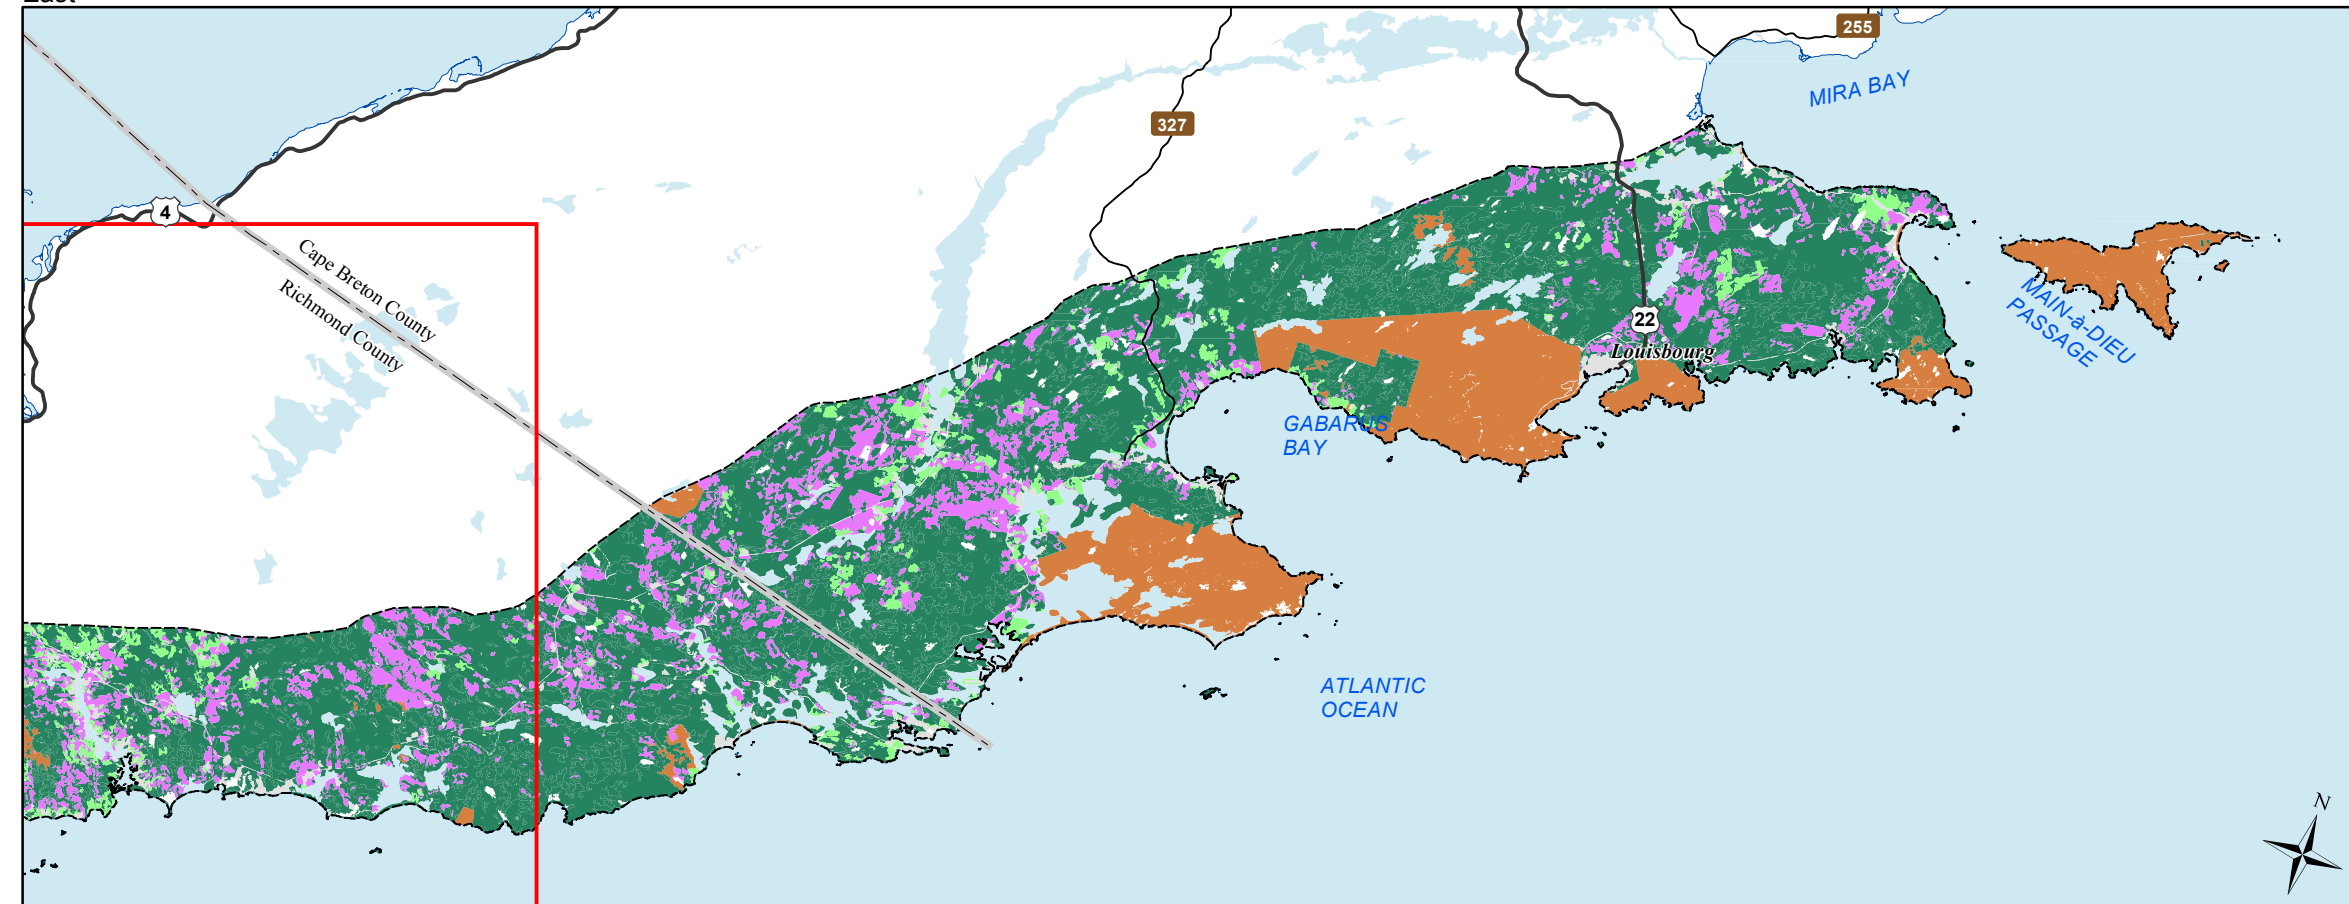 East
255
MIRA BAY
327
4
Cape Breton County
Richmond County
MAIN-à-DIEU
PASSAGE
22
Louisbourg
GABARUS
BAY
ATLANTIC
OCEAN
N